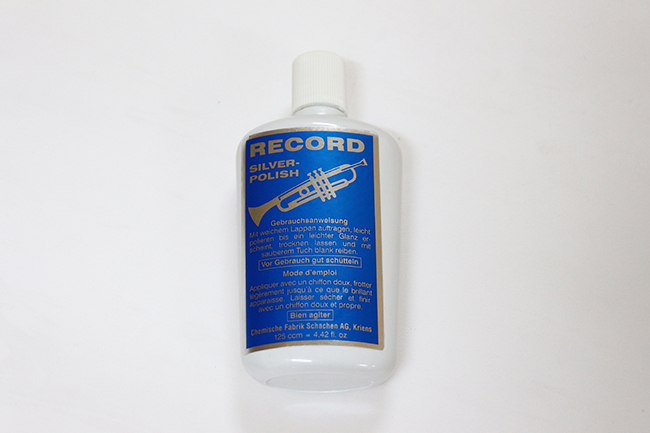 RECORD
SILVER-
POLISH
Gebrauchsanweisung
Mit weichem Lappen auftragen, leicht
polieren bis ein leichter Glanz er-
scheint, trocknen lassen und mit
sauberem Tuch blank reiben.
Vor Gebrauch gut schütteln
Mode d'emploi
Appliquer avec un chiffon doux, frotter
légèrement jusqu'à ce que le brillant
apparaisse. Laisser sécher et finir
avec un chiffon doux et propre.
Bien agiter
Chemische Fabrik Schachen AG, Kriens
125 ccm = 4,42 fl. oz